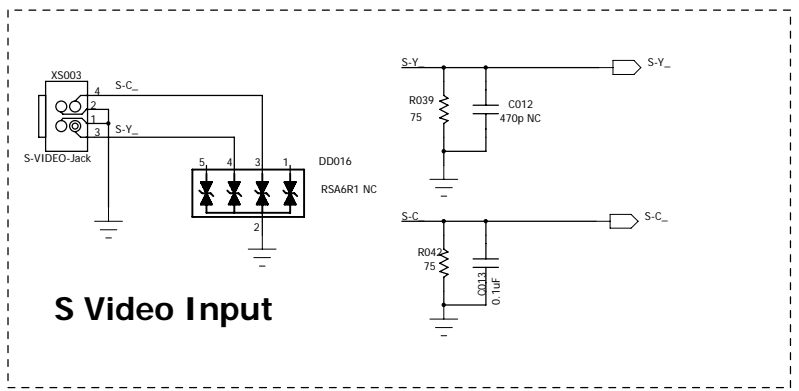 XS003
4
S-C_
2
1
3
S-Y_
S-VIDEO-Jack
5
4
3
1
DD016
RSA6R1 NC
2
S Video Input
S-Y_
S-Y_
R039
75
C012
470p NC
S-C_
S-C_
R042
75
C013
0.1uF